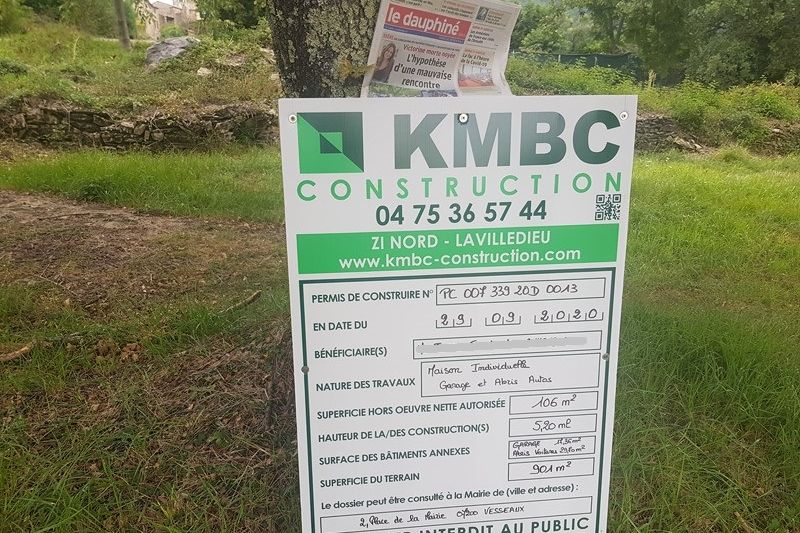 le dauphiné
Victorine morte noyée
L'hypothèse
d'une mauvaise
rencontre
KMBC
CONSTRUCTION
04 75 36 57 44
ZI NORD - LAVILLEDIEU
www.kmbc-construction.com
PERMIS DE CONSTRUIRE N° PC 007 339 20D 0013
EN DATE DU 29 09 2020
BÉNÉFICIAIRE(S)
NATURE DES TRAVAUX Maison Individuelle
Garage et Abris Autos
SUPERFICIE HORS OEUVRE NETTE AUTORISÉE 106 m²
HAUTEUR DE LA/DES CONSTRUCTION(S) 5,20 ml
SURFACE DES BÂTIMENTS ANNEXES GARAGE
Abris Voitures
SUPERFICIE DU TERRAIN 901 m²
Le dossier peut être consulté à la Mairie de (ville et adresse) :
2, Place de la Mairie 07200 VESSEAUX
INTERDIT AU PUBLIC